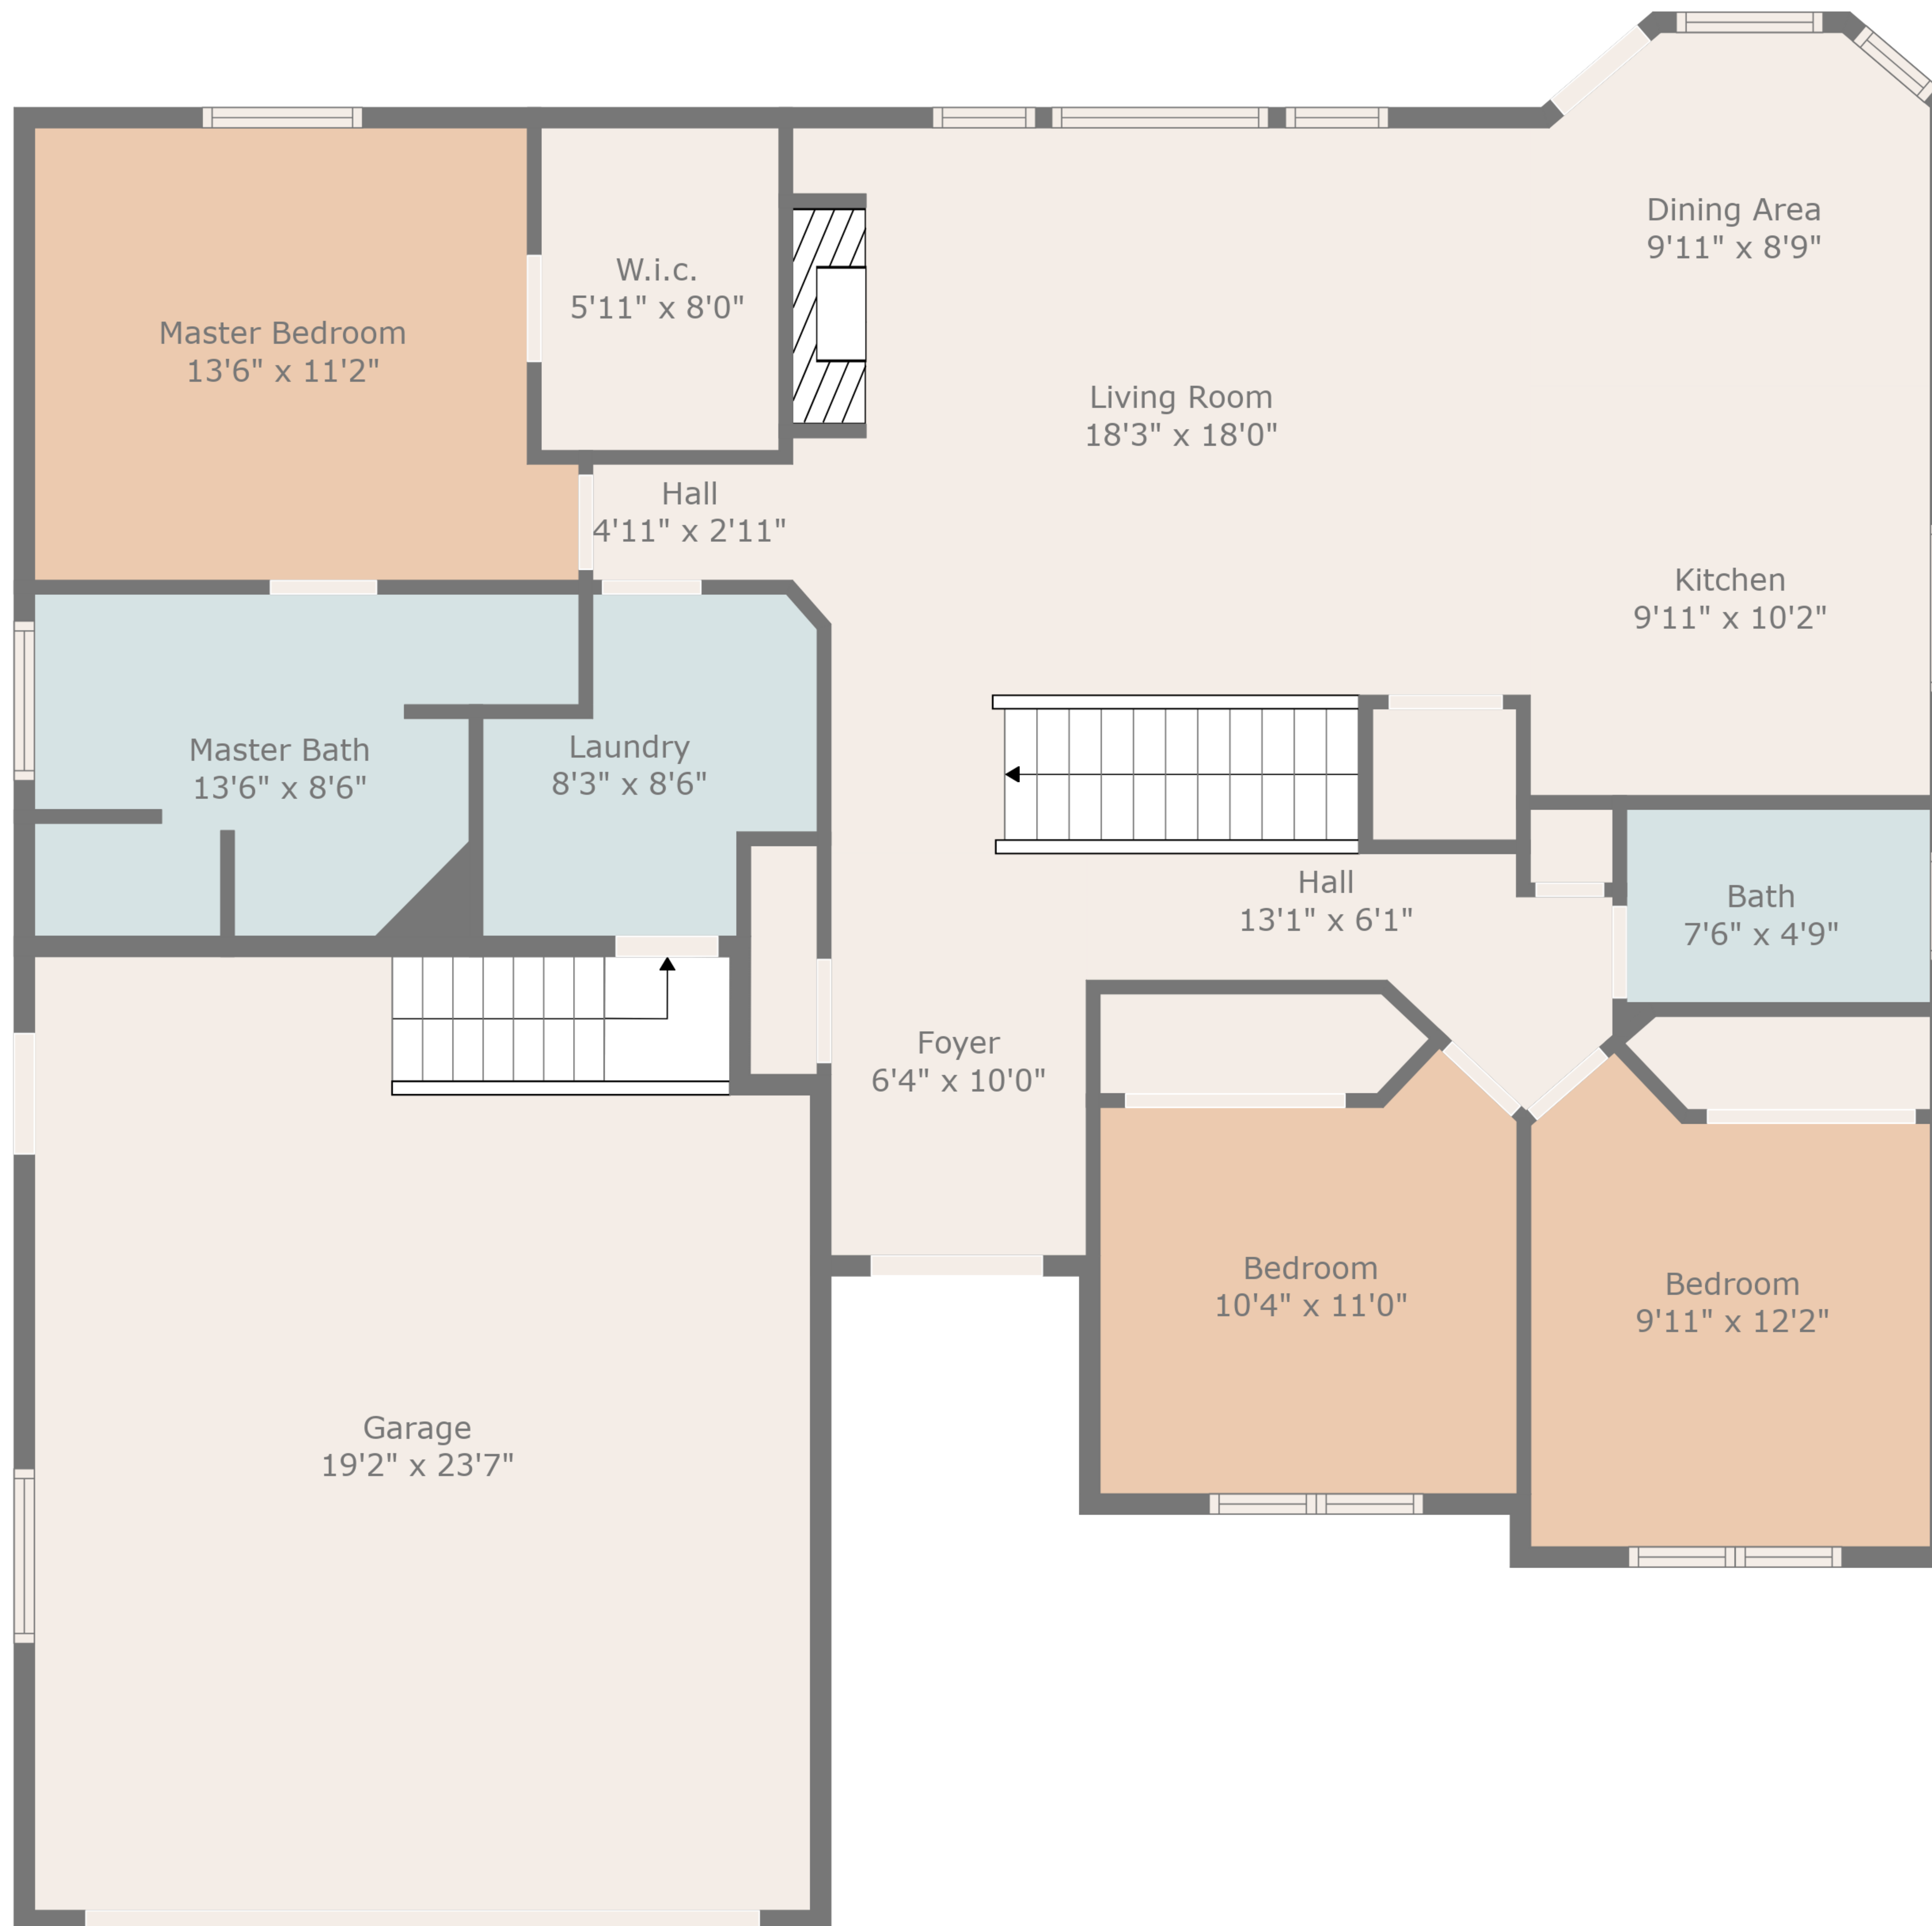 Dining Area
9'11" x 8'9"
W.i.c.
5'11" x 8'0"
Master Bedroom
13'6" x 11'2"
Living Room
18'3" x 18'0"
Hall
4'11" x 2'11"
Kitchen
9'11" x 10'2"
Master Bath
13'6" x 8'6"
Laundry
8'3" x 8'6"
Hall
13'1" x 6'1"
Bath
7'6" x 4'9"
Foyer
6'4" x 10'0"
Bedroom
10'4" x 11'0"
Bedroom
9'11" x 12'2"
Garage
19'2" x 23'7"